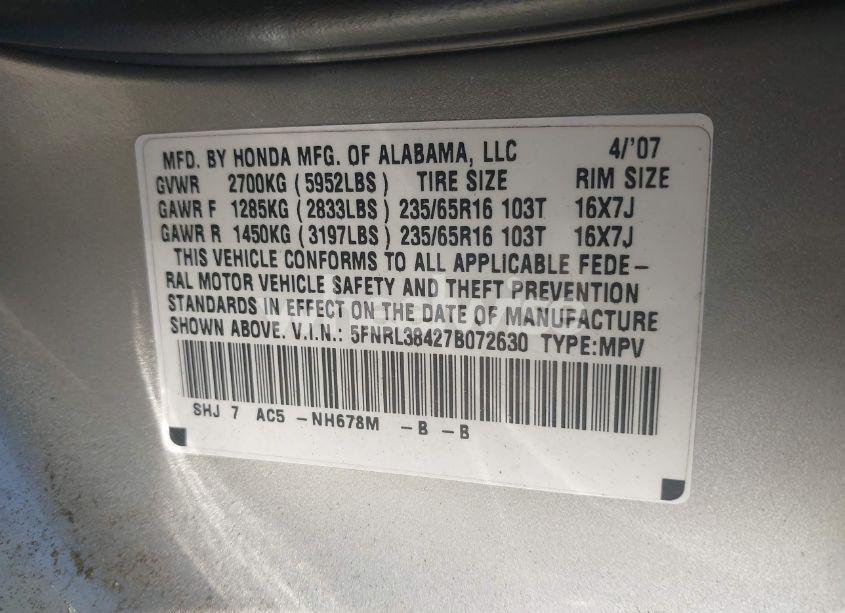 MFD. BY HONDA MFG. OF ALABAMA, LLC 4/'07
GVWR 2700KG (5952LBS) TIRE SIZE RIM SIZE
GAWR F 1285KG (2833LBS) 235/65R16 103T 16X7J
GAWR R 1450KG (3197LBS) 235/65R16 103T 16X7J
THIS VEHICLE CONFORMS TO ALL APPLICABLE FEDE-
RAL MOTOR VEHICLE SAFETY AND THEFT PREVENTION
STANDARDS IN EFFECT ON THE DATE OF MANUFACTURE
SHOWN ABOVE. V.I.N.: 5FNRL38427B072630 TYPE:MPV
SHJ 7 AC5 -NH678M -B -B